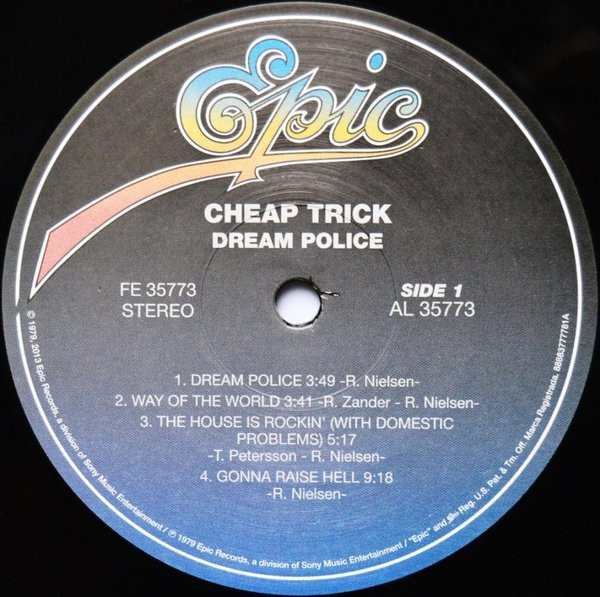 Epic
CHEAP TRICK
DREAM POLICE
FE 35773
STEREO
SIDE 1
AL 35773
1. DREAM POLICE 3:49 -R. Nielsen-
2. WAY OF THE WORLD 3:41 -R. Zander - R. Nielsen-
3. THE HOUSE IS ROCKIN' (WITH DOMESTIC
PROBLEMS) 5:17
-T. Petersson - R. Nielsen-
4. GONNA RAISE HELL 9:18
-R. Nielsen-
© 1979, 2013 Epic Records, a division of Sony Music Entertainment / ℗ 1979 Epic Records, a division of Sony Music Entertainment / "Epic" and Reg. U.S. Pat. & Tm. Off. Marca Registrada. 88883777781A